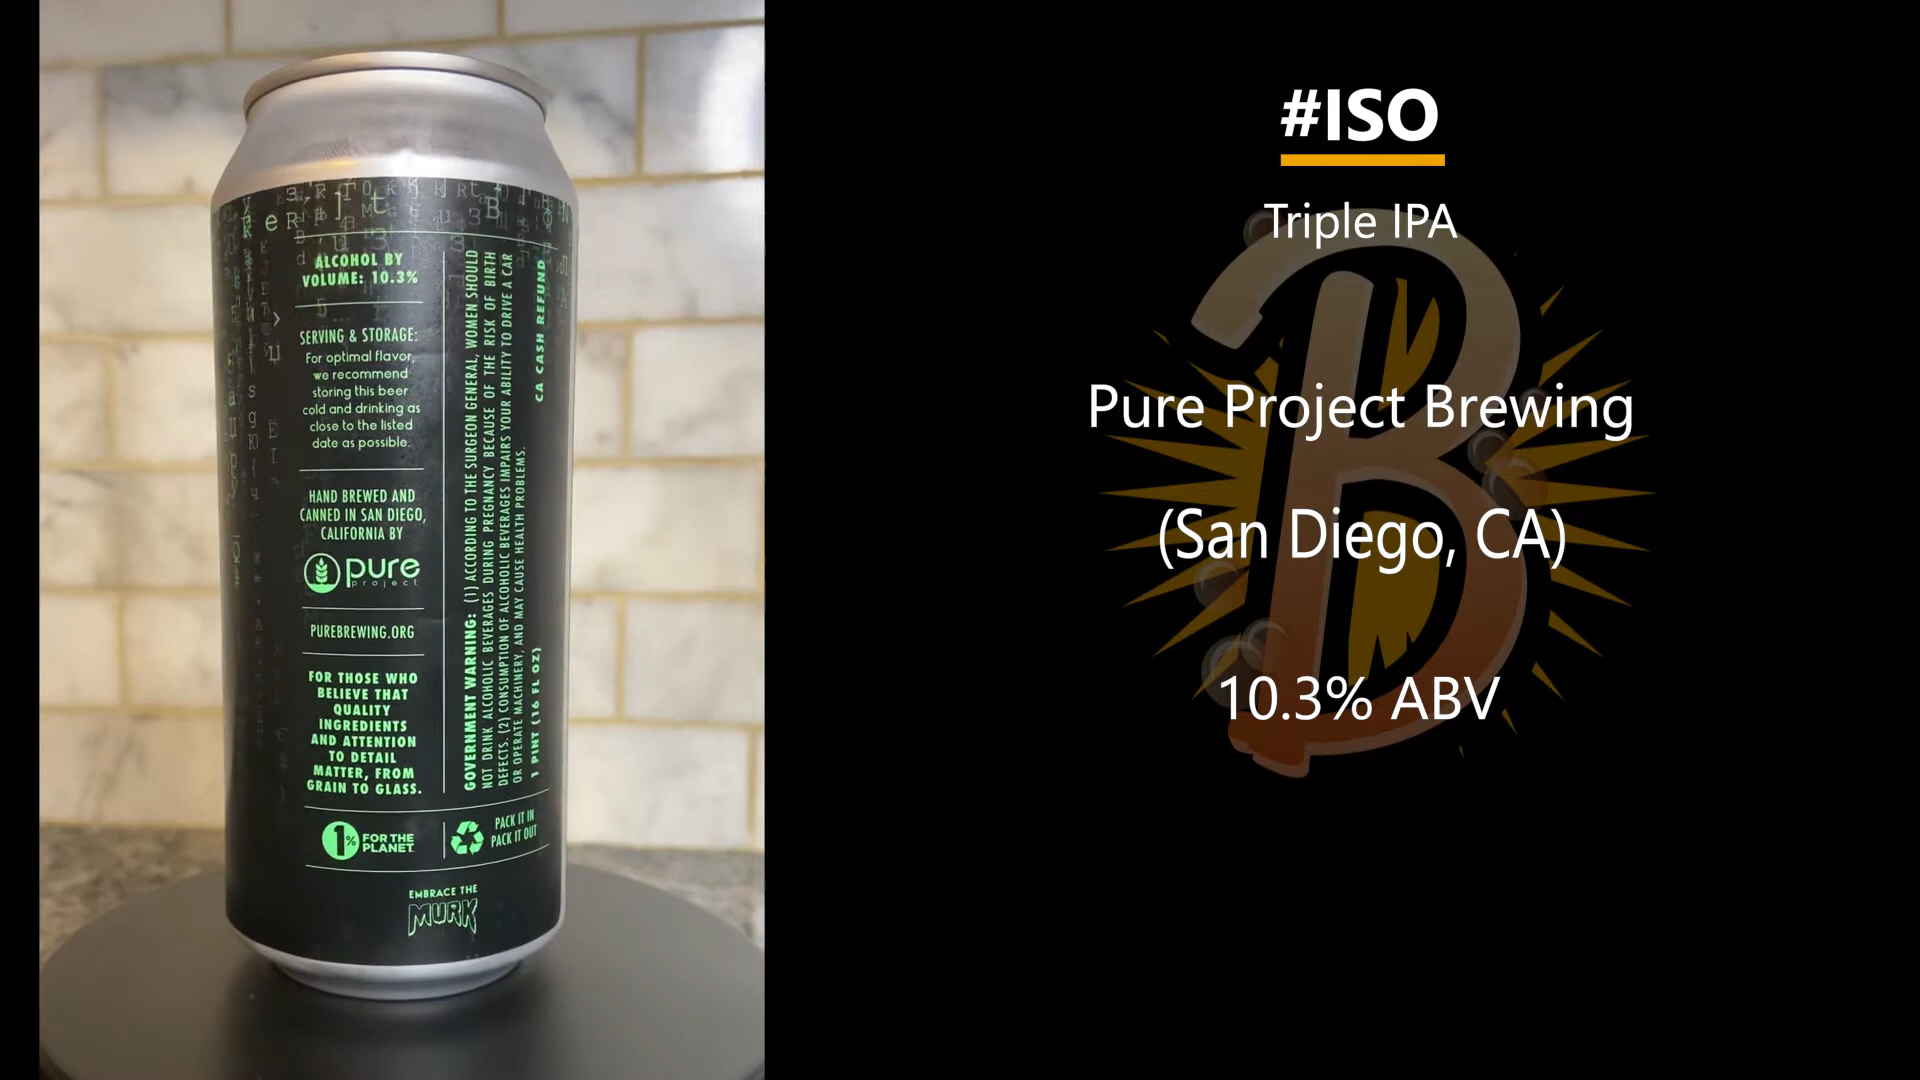 ALCOHOL BY
VOLUME: 10.3%
SERVING & STORAGE:
For optimal flavor,
we recommend
storing this beer
cold and drinking as
close to the listed
date as possible.
HAND BREWED AND
CANNED IN SAN DIEGO,
CALIFORNIA BY
pure
project
PUREBREWING.ORG
FOR THOSE WHO
BELIEVE THAT
QUALITY
INGREDIENTS
AND ATTENTION
TO DETAIL
MATTER, FROM
GRAIN TO GLASS.
GOVERNMENT WARNING: (1) ACCORDING TO THE SURGEON GENERAL, WOMEN SHOULD
NOT DRINK ALCOHOLIC BEVERAGES DURING PREGNANCY BECAUSE OF THE RISK OF BIRTH
DEFECTS. (2) CONSUMPTION OF ALCOHOLIC BEVERAGES IMPAIRS YOUR ABILITY TO DRIVE A CAR
OR OPERATE MACHINERY, AND MAY CAUSE HEALTH PROBLEMS.
1 PINT (16 FL OZ) CA CASH REFUND
1% FOR THE
PLANET
PACK IT IN
PACK IT OUT
EMBRACE THE
MURK
#ISO
Triple IPA
Pure Project Brewing
(San Diego, CA)
10.3% ABV